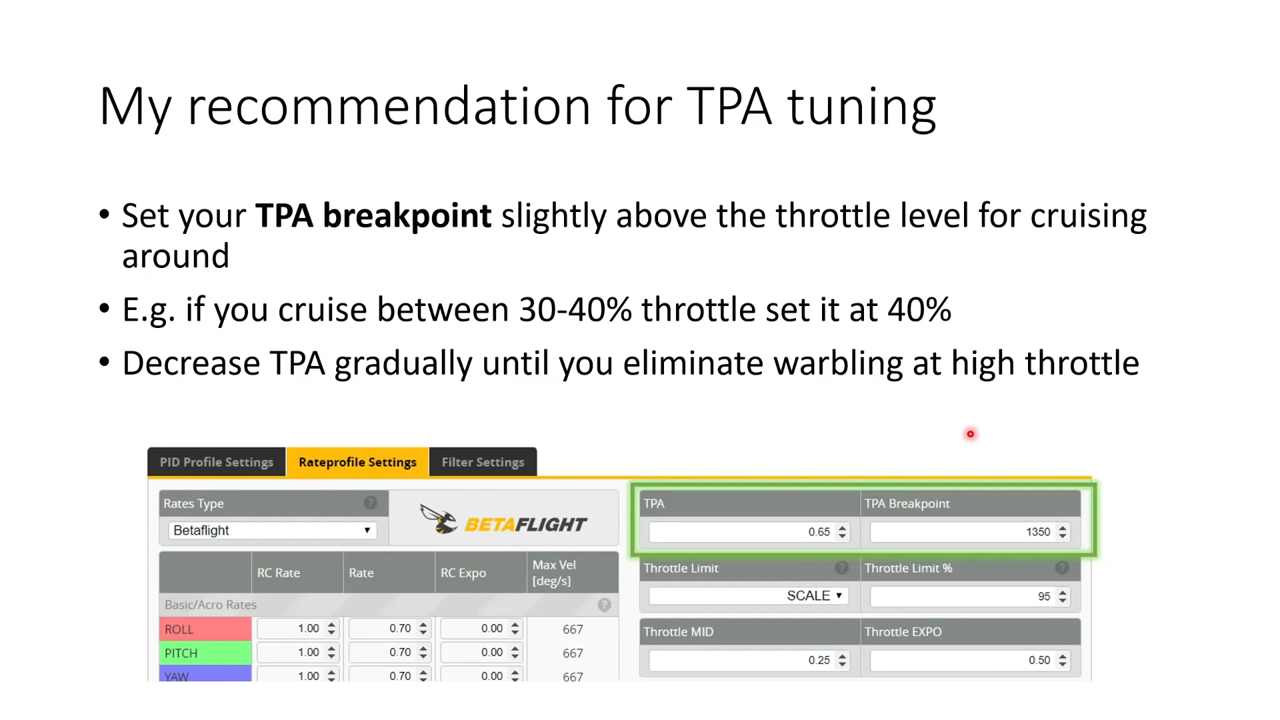 My recommendation for TPA tuning
• Set your TPA breakpoint slightly above the throttle level for cruising
around
• E.g. if you cruise between 30-40% throttle set it at 40%
• Decrease TPA gradually until you eliminate warbling at high throttle
PID Profile Settings Rateprofile Settings Filter Settings
Rates Type ? TPA TPA Breakpoint
Betaflight BETAFLIGHT 0.65 1350
RC Rate Rate RC Expo Max Vel
[deg/s]
Throttle Limit ? Throttle Limit % ?
SCALE 95
Basic/Acro Rates ?
ROLL 1.00 0.70 0.00 667
Throttle MID Throttle EXPO
PITCH 1.00 0.70 0.00 667
0.25 0.50
YAW 1.00 0.70 0.00 667